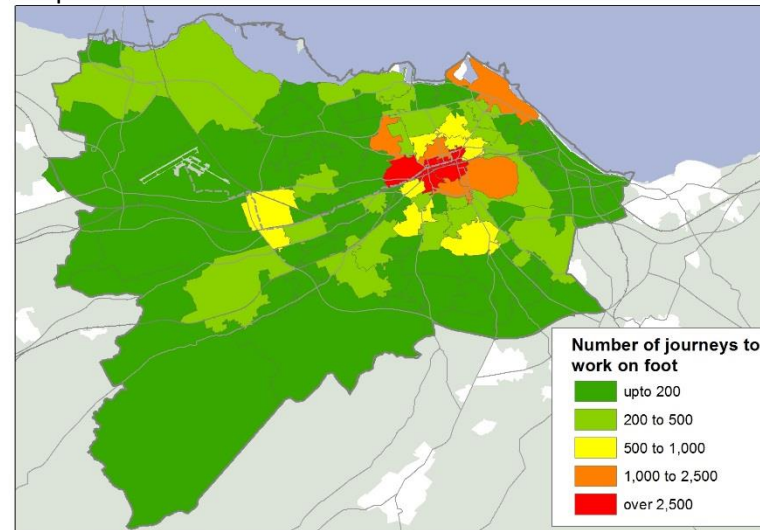 Number of journeys to
work on foot
upto 200
200 to 500
500 to 1,000
1,000 to 2,500
over 2,500